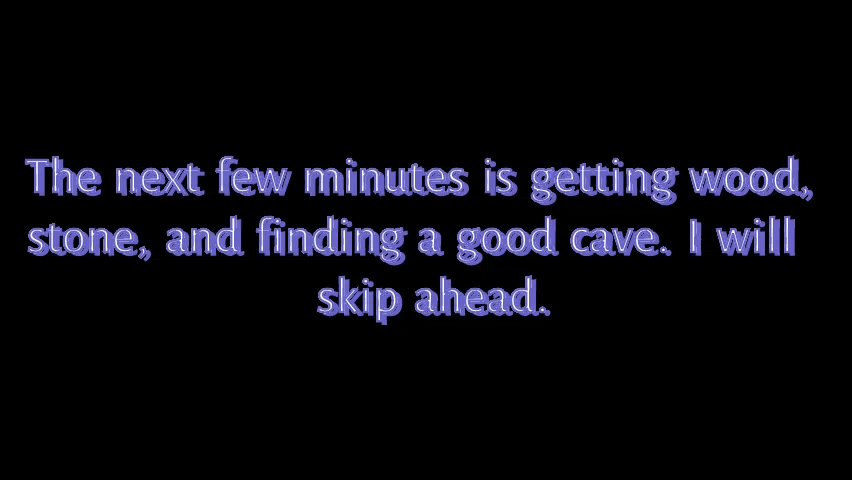 The next few minutes is getting wood,
stone, and finding a good cave. I will
skip ahead.